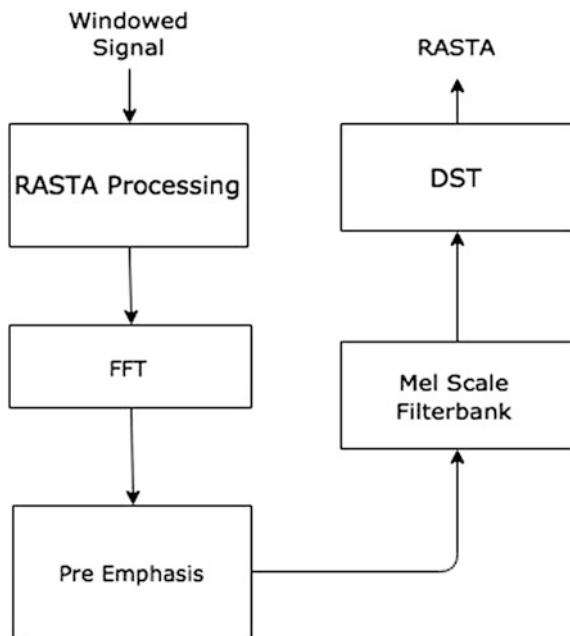 Windowed
Signal
RASTA Processing
FFT
Pre Emphasis
Mel Scale
Filterbank
DST
RASTA